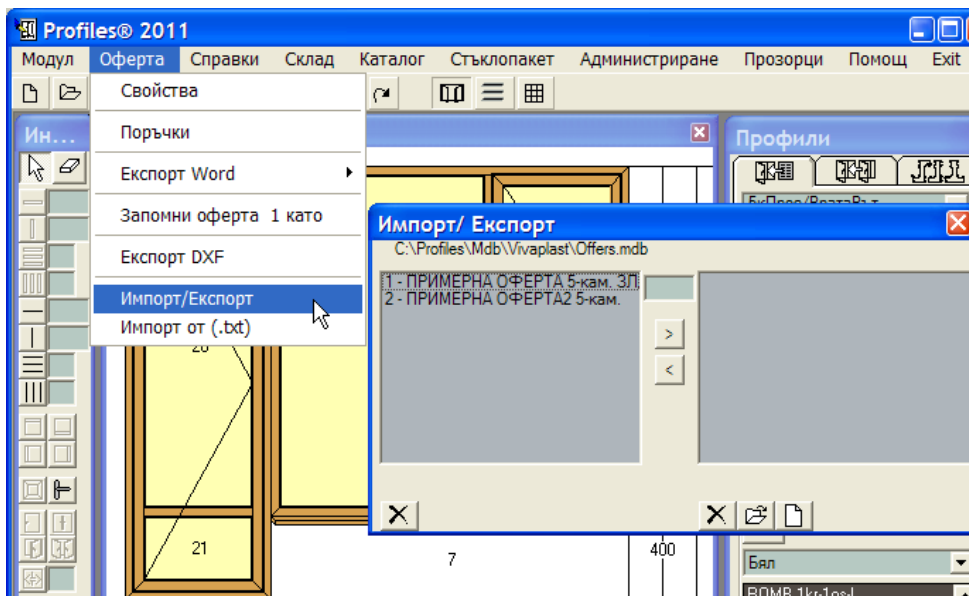 Profiles® 2011
Модул Оферта Справки Склад Каталог Стъклопакет Администриране Прозорци Помощ Exit
Ин...
Свойства
Поръчки
Експорт Word
Запомни оферта 1 като
Експорт DXF
Импорт/Експорт
Импорт от (.txt)
Профили
Импорт/ Експорт
C:\Profiles\Mdb\Vivaplast\Offers.mdb
1 - ПРИМЕРНА ОФЕРТА 5-кам. ЗЛ
2 - ПРИМЕРНА ОФЕРТА2 5-кам.
>
<
20
21
7
400
Бял